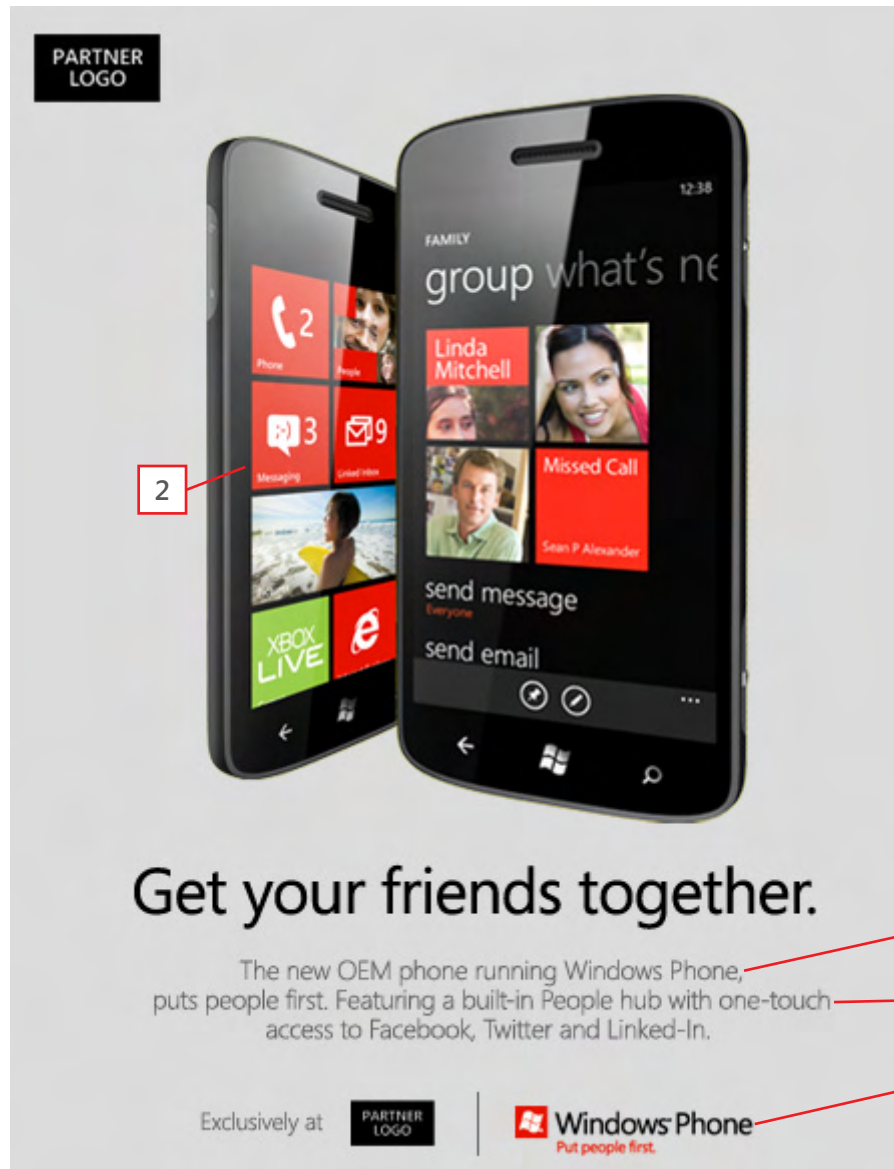 PARTNER
LOGO
12:38
FAMILY
group what's ne
2
Phone
People
Linda
Mitchell
3
Messaging
9
Linked Inbox
Missed Call
Sean P Alexander
2
send message
Everyone
XBOX
LIVE
send email
Get your friends together.
The new OEM phone running Windows Phone,
puts people first. Featuring a built-in People hub with one-touch
access to Facebook, Twitter and Linked-In.
Exclusively at
PARTNER
LOGO
Windows Phone
Put people first.